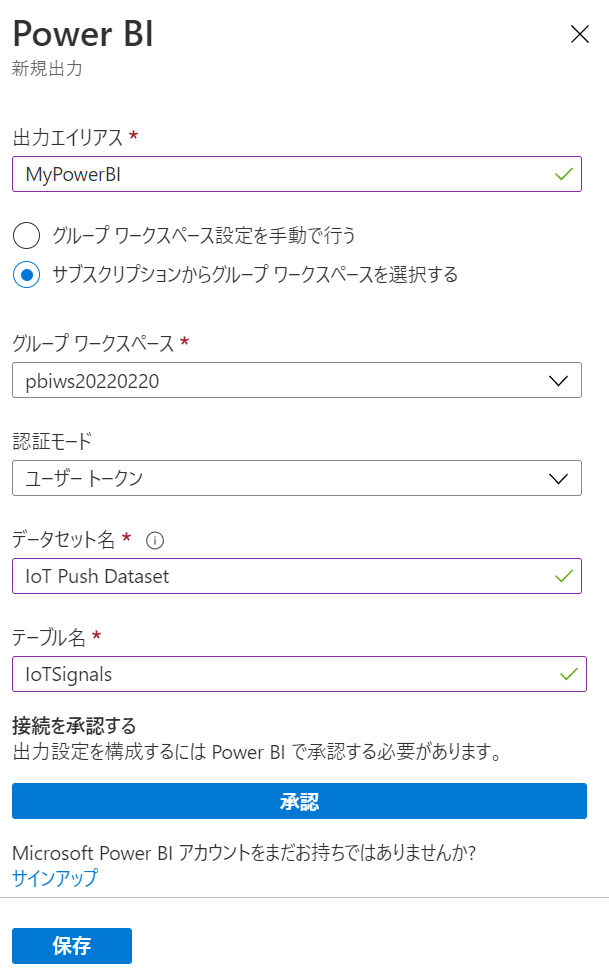 Power BI
新規出力
出力エイリアス *
MyPowerBI
グループ ワークスペース設定を手動で行う
サブスクリプションからグループ ワークスペースを選択する
グループ ワークスペース *
pbiws20220220
認証モード
ユーザー トークン
データセット名 *
IoT Push Dataset
テーブル名 *
IoTSignals
接続を承認する
出力設定を構成するには Power BI で承認する必要があります。
承認
Microsoft Power BI アカウントをまだお持ちではありませんか?
サインアップ
保存